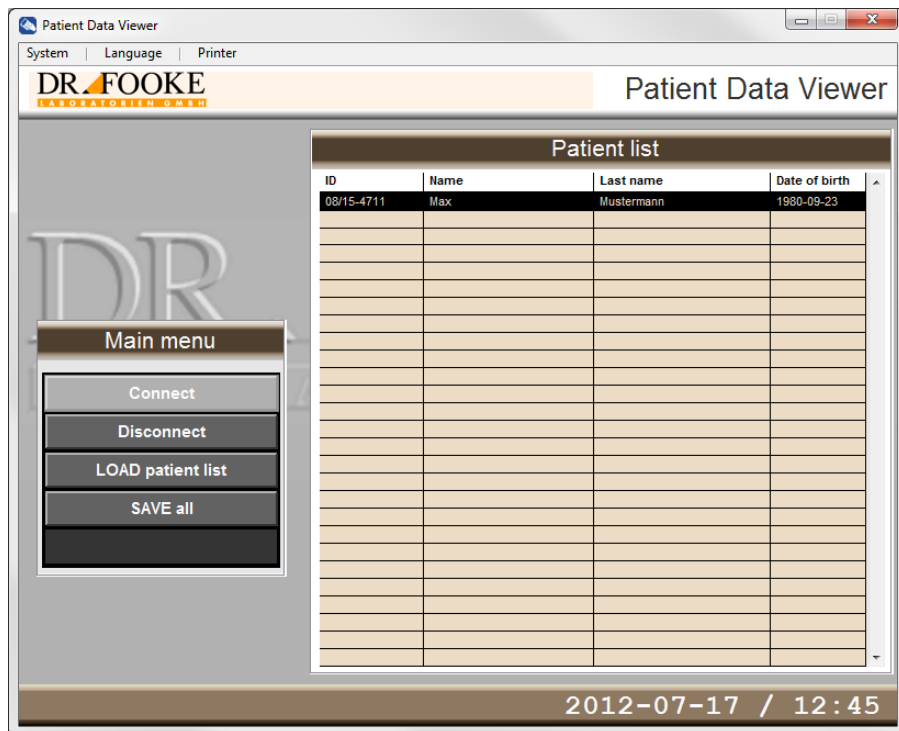 Patient Data Viewer
System | Language | Printer
DR. FOOKE
LABORATORIEN GMBH
Patient Data Viewer
Patient list
ID Name Last name Date of birth
08/15-4711 Max Mustermann 1980-09-23
DR
Main menu
Connect
Disconnect
LOAD patient list
SAVE all
2012-07-17 / 12:45